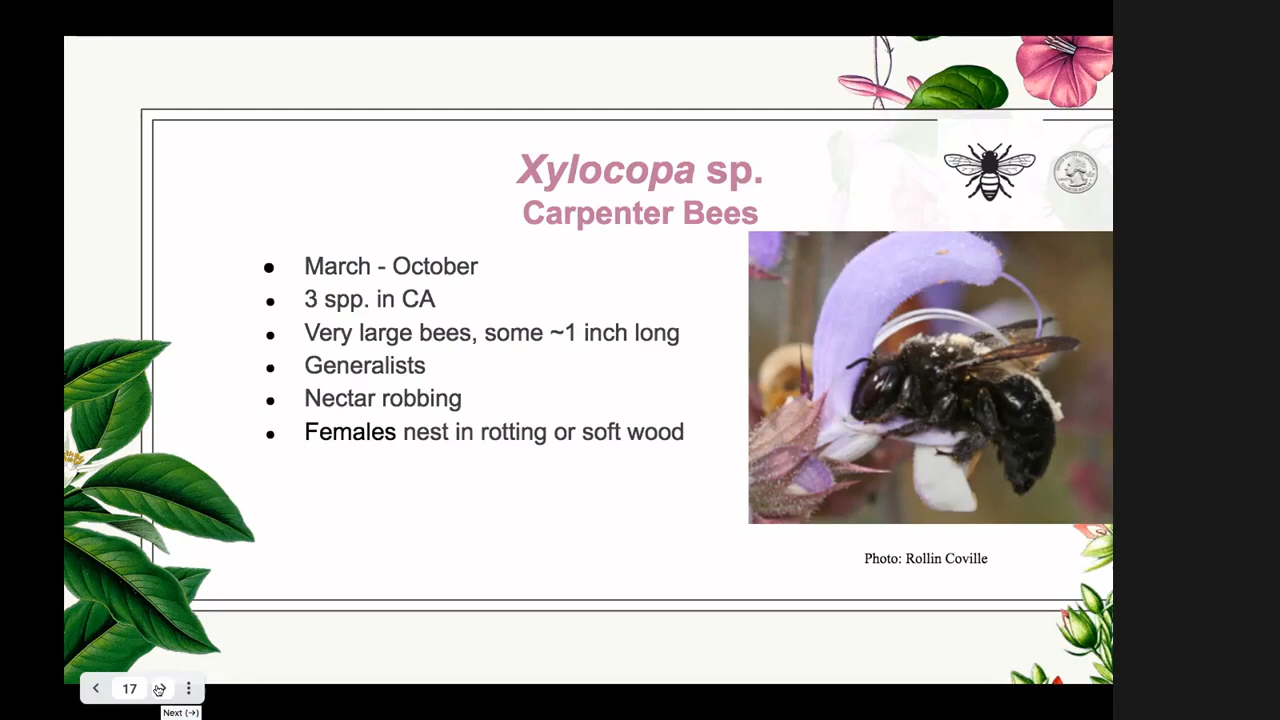 Xylocopa sp.
Carpenter Bees
● March - October
● 3 spp. in CA
● Very large bees, some ~1 inch long
● Generalists
● Nectar robbing
● Females nest in rotting or soft wood
Photo: Rollin Coville
17
Next (→)